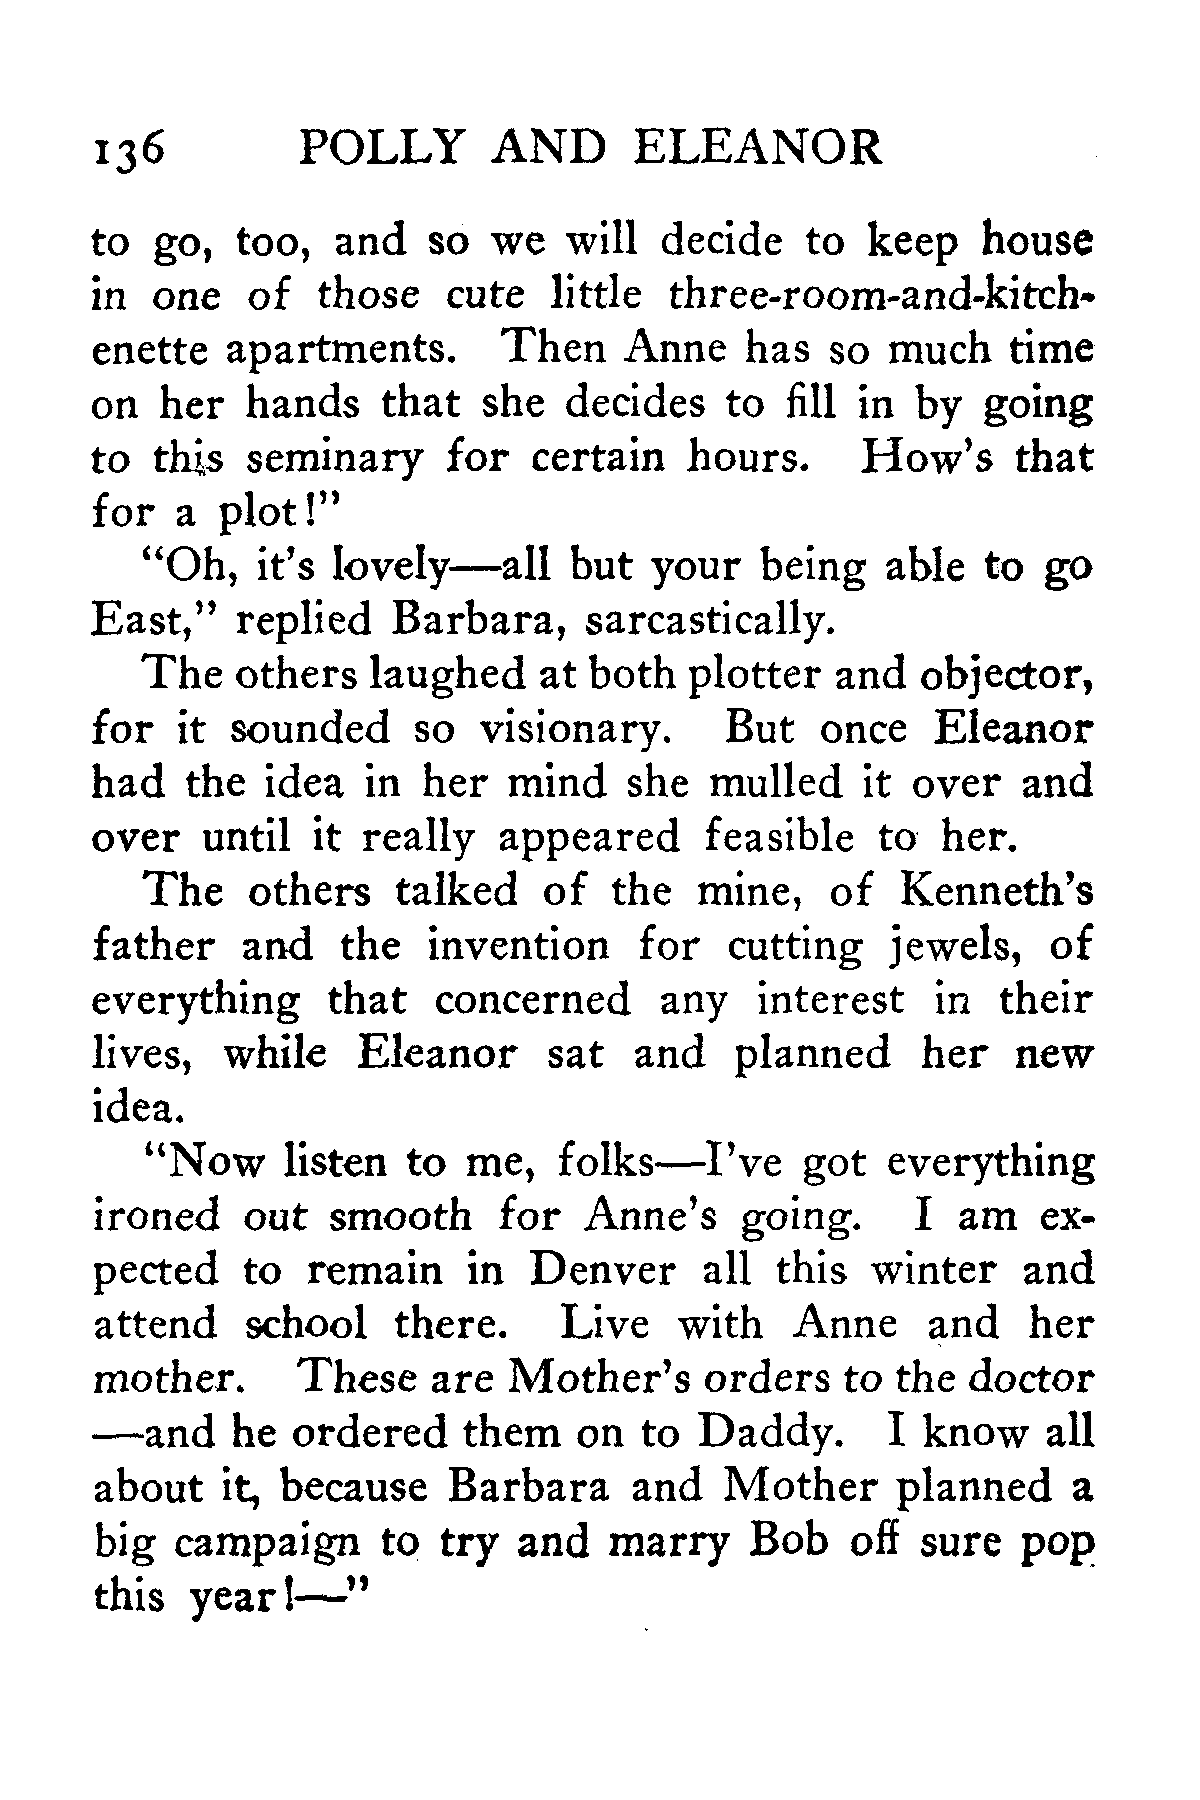 136 POLLY AND ELEANOR
to go, too, and so we will decide to keep house
in one of those cute little three-room-and-kitch-
enette apartments. Then Anne has so much time
on her hands that she decides to fill in by going
to this seminary for certain hours. How's that
for a plot!"
"Oh, it's lovely—all but your being able to go
East," replied Barbara, sarcastically.
The others laughed at both plotter and objector,
for it sounded so visionary. But once Eleanor
had the idea in her mind she mulled it over and
over until it really appeared feasible to her.
The others talked of the mine, of Kenneth's
father and the invention for cutting jewels, of
everything that concerned any interest in their
lives, while Eleanor sat and planned her new
idea.
"Now listen to me, folks—I've got everything
ironed out smooth for Anne's going. I am ex-
pected to remain in Denver all this winter and
attend school there. Live with Anne and her
mother. These are Mother's orders to the doctor
—and he ordered them on to Daddy. I know all
about it, because Barbara and Mother planned a
big campaign to try and marry Bob off sure pop
this year!—"